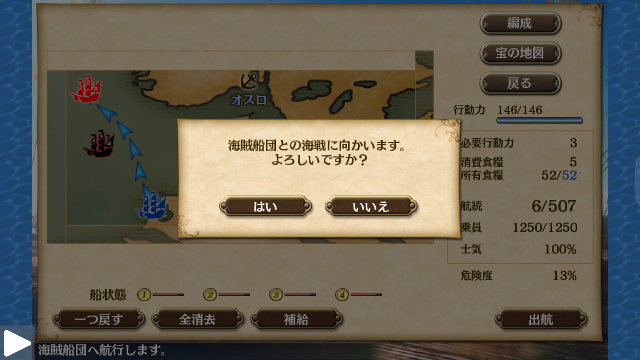 編成
宝の地図
戻る
オスロ
行動力 146/146
海賊船団との海戦に向かいます。
よろしいですか？
はい
いいえ
必要行動力 3
消費食糧 5
所有食糧 52/52
航続 6/507
乗員 1250/1250
士気 100%
危険度 13%
船状態 1 2 3 4
一つ戻す
全消去
補給
出航
海賊船団へ航行します。